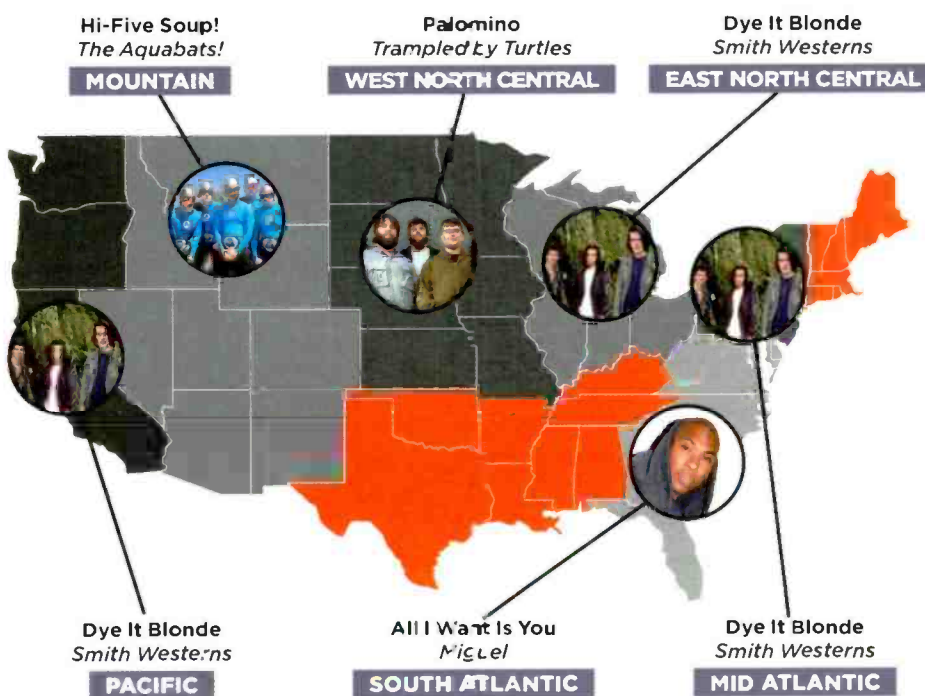 Hi-Five Soup!
The Aquabats!
MOUNTAIN
Palomino
Trampled by Turtles
WEST NORTH CENTRAL
Dye It Blonde
Smith Westerns
EAST NORTH CENTRAL
Dye It Blonde
Smith Westerns
PACIFIC
All I Want Is You
Miguel
SOUTH ATLANTIC
Dye It Blonde
Smith Westerns
MID ATLANTIC